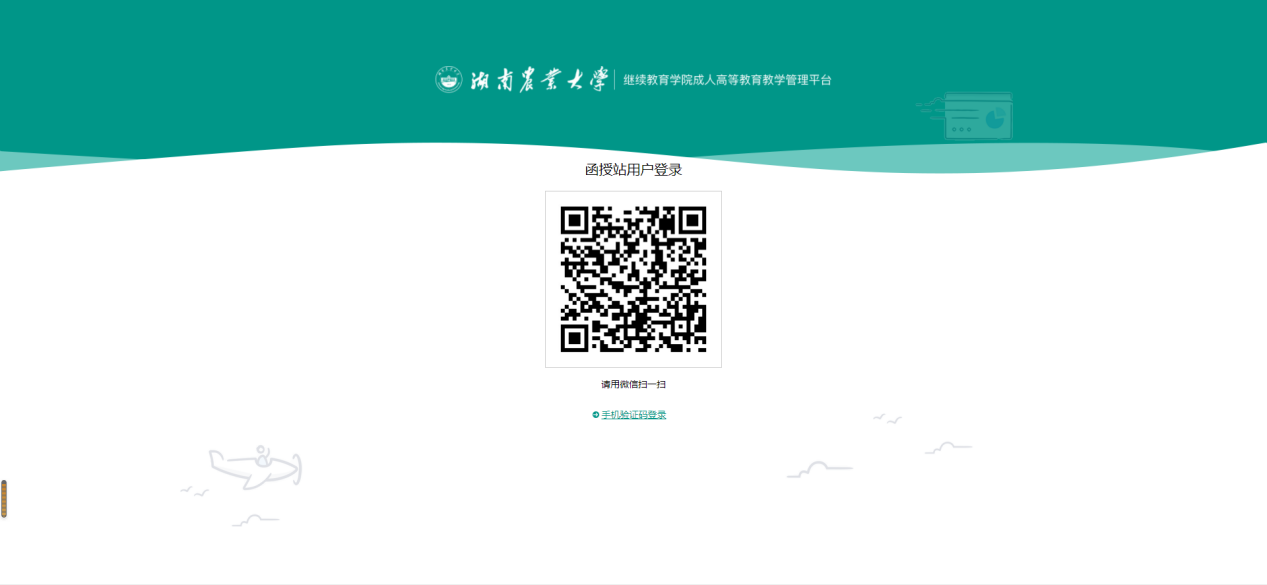 湖南农业大学 继续教育学院成人高等教育教学管理平台
函授站用户登录
请用微信扫一扫
手机验证码登录